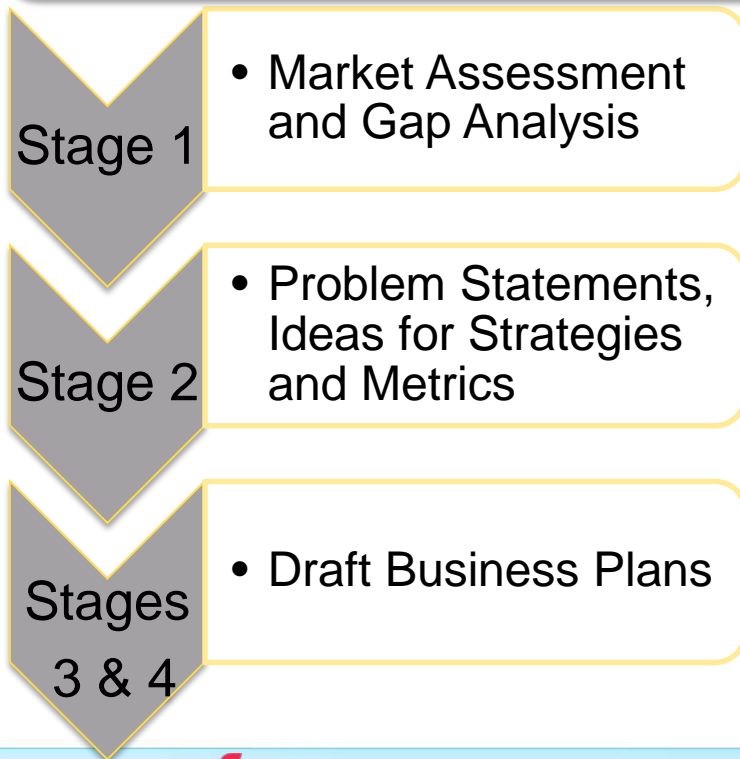 Stage 1
• Market Assessment
and Gap Analysis
Stage 2
• Problem Statements,
Ideas for Strategies
and Metrics
Stages
3 & 4
• Draft Business Plans